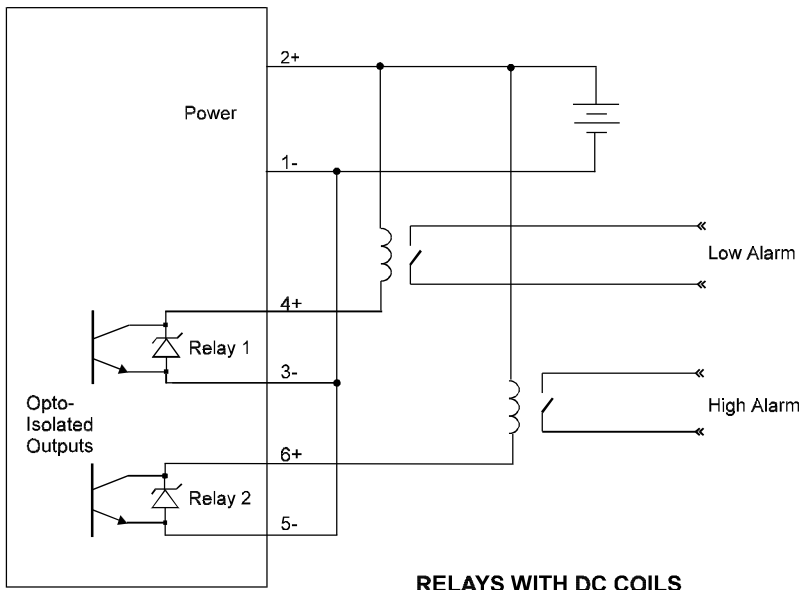 2+
Power
1-
Low Alarm
4+
Relay 1
3-
Opto-
Isolated
Outputs
High Alarm
6+
Relay 2
5-
RELAYS WITH DC COILS